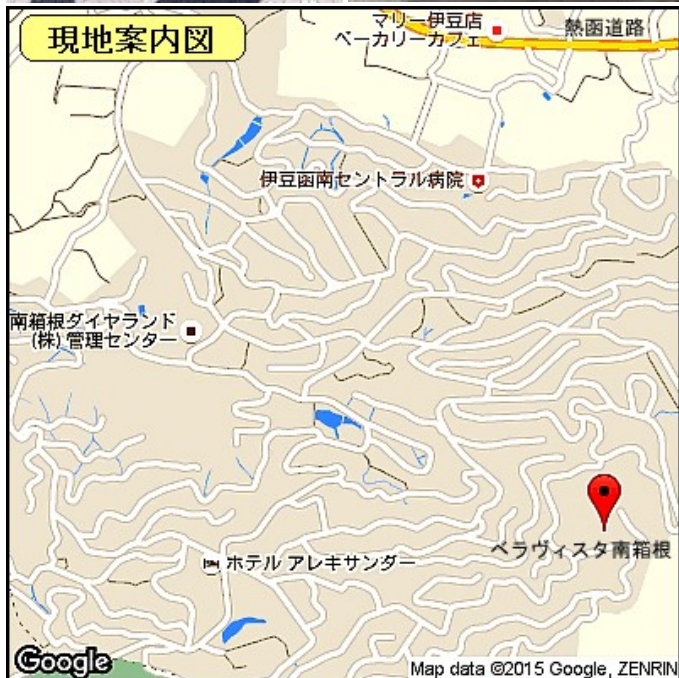 現地案内図
マリー伊豆店
ベーカリーカフェ
熱函道路
伊豆函南セントラル病院
南箱根ダイヤランド
(株) 管理センター
ホテル アレキサンダー
ベラヴィスタ南箱根
Google
Map data ©2015 Google, ZENRIN